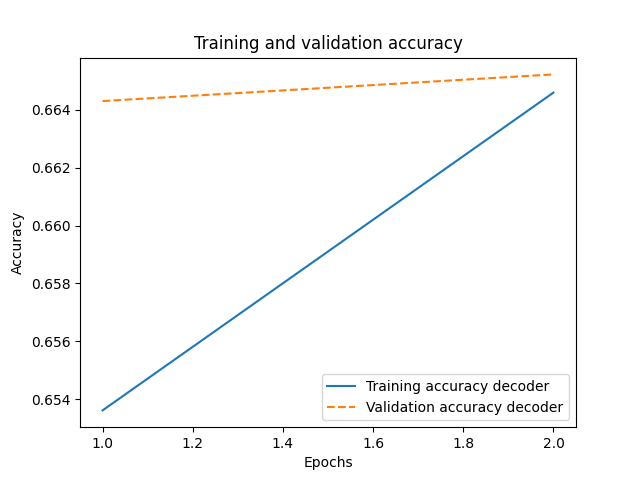 Training and validation accuracy
0.664
0.662
0.660
0.658
0.656
0.654
Accuracy
Training accuracy decoder
Validation accuracy decoder
1.0 1.2 1.4 1.6 1.8 2.0
Epochs